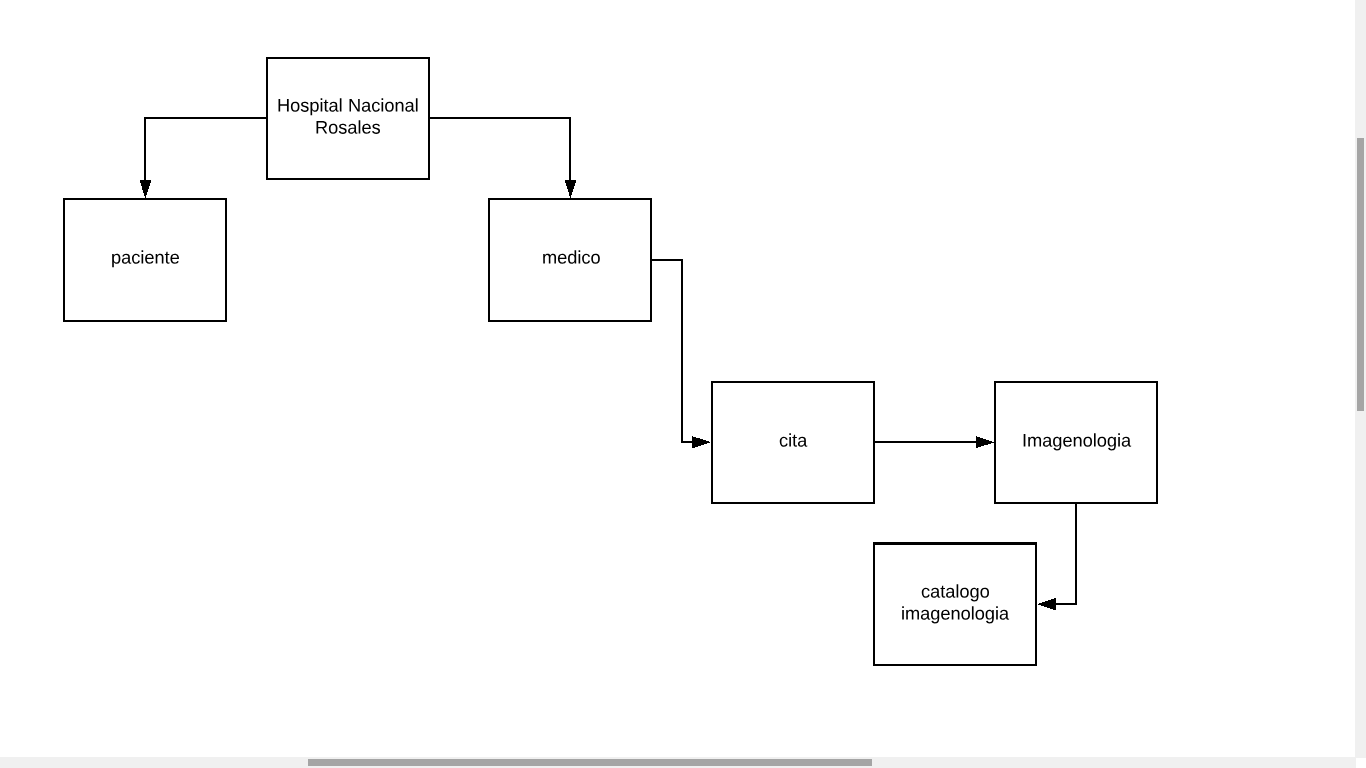 Hospital Nacional
Rosales
paciente
medico
cita
Imagenologia
catalogo
imagenologia